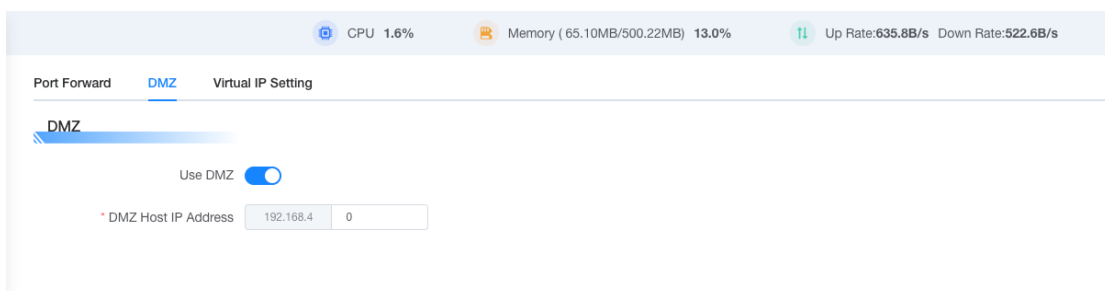 CPU 1.6% Memory ( 65.10MB/500.22MB) 13.0% Up Rate:635.8B/s Down Rate:522.6B/s
Port Forward DMZ Virtual IP Setting
DMZ
Use DMZ
* DMZ Host IP Address 192.168.4 0